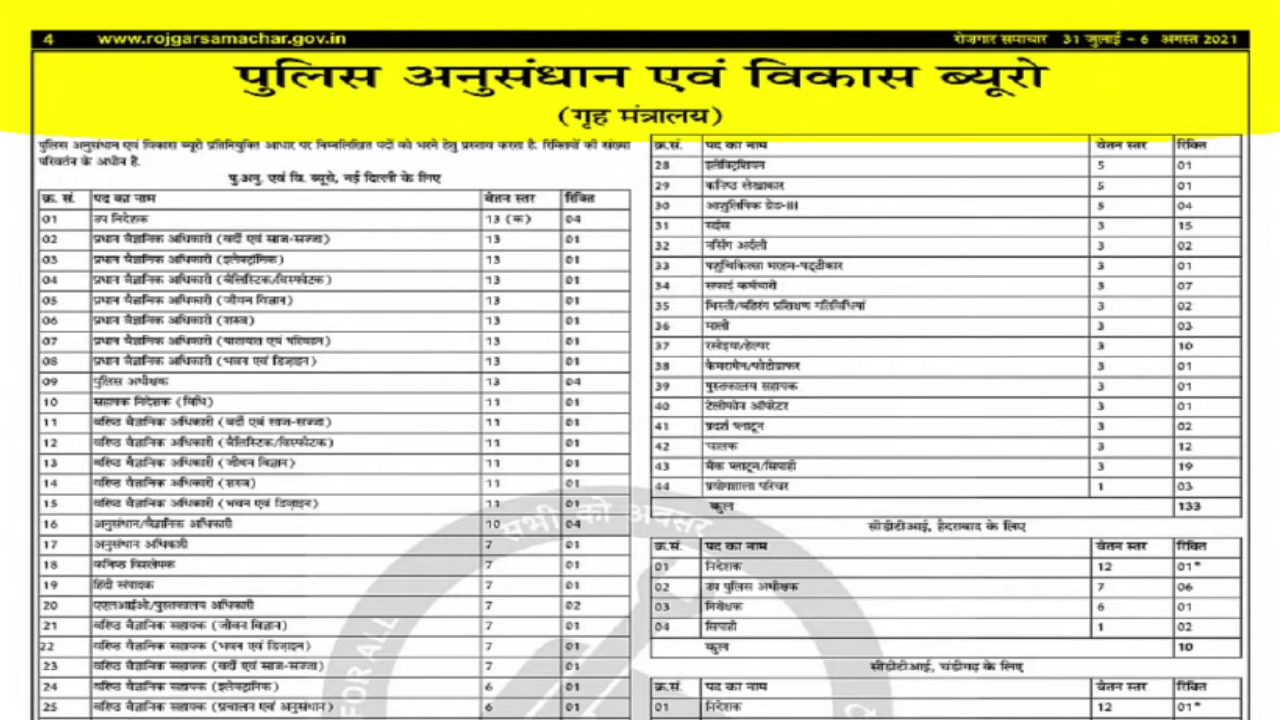 4 www.rojgarsamachar.gov.in रोज़गार समाचार 31 जुलाई - 6 अगस्त 2021
पुलिस अनुसंधान एवं विकास ब्यूरो
(गृह मंत्रालय)
पुलिस अनुसंधान एवं विकास ब्यूरो प्रतिनियुक्ति आधार पर निम्नलिखित पदों को भरने हेतु प्रस्ताव करता है. रिक्तियों की संख्या
परिवर्तन के अधीन है.
पु.अनु. एवं वि. ब्यूरो, नई दिल्ली के लिए
क्र. सं. पद का नाम वेतन स्तर रिक्ति
01 उप निदेशक 13 (क) 04
02 प्रधान वैज्ञानिक अधिकारी (वर्दी एवं साज-सज्जा) 13 01
03 प्रधान वैज्ञानिक अधिकारी (इलेक्ट्रॉनिक) 13 01
04 प्रधान वैज्ञानिक अधिकारी (बैलिस्टिक/विस्फोटक) 13 01
05 प्रधान वैज्ञानिक अधिकारी (जीवन विज्ञान) 13 01
06 प्रधान वैज्ञानिक अधिकारी (शस्त्र) 13 01
07 प्रधान वैज्ञानिक अधिकारी (यातायात एवं परिवहन) 13 01
08 प्रधान वैज्ञानिक अधिकारी (भवन एवं डिज़ाइन) 13 01
09 पुलिस अधीक्षक 13 04
10 सहायक निदेशक (विधि) 11 01
11 वरिष्ठ वैज्ञानिक अधिकारी (वर्दी एवं साज-सज्जा) 11 01
12 वरिष्ठ वैज्ञानिक अधिकारी (बैलिस्टिक/विस्फोटक) 11 01
13 वरिष्ठ वैज्ञानिक अधिकारी (जीवन विज्ञान) 11 01
14 वरिष्ठ वैज्ञानिक अधिकारी (शस्त्र) 11 01
15 वरिष्ठ वैज्ञानिक अधिकारी (भवन एवं डिज़ाइन) 11 01
16 अनुसंधान/वैज्ञानिक अधिकारी 10 04
17 अनुसंधान अधिकारी 7 01
18 कनिष्ठ विश्लेषक 7 01
19 हिंदी संपादक 7 01
20 एएलआईओ/पुस्तकालय अधिकारी 7 02
21 वरिष्ठ वैज्ञानिक सहायक (जीवन विज्ञान) 7 01
22 वरिष्ठ वैज्ञानिक सहायक (भवन एवं डिज़ाइन) 7 01
23 वरिष्ठ वैज्ञानिक सहायक (वर्दी एवं साज-सज्जा) 7 01
24 वरिष्ठ वैज्ञानिक सहायक (इलेक्ट्रानिक) 6 01
25 वरिष्ठ वैज्ञानिक सहायक (प्रचालन एवं अनुसंधान) 6 01
क्र.सं. पद का नाम वेतन स्तर रिक्ति
28 इलेक्ट्रिशियन 5 01
29 कनिष्ठ लेखाकार 5 01
30 आशुलिपिक ग्रेड-III 5 04
31 साईस 3 15
32 नर्सिंग अर्दली 3 02
33 पशुचिकित्सा मरहम-पट्टीकार 3 01
34 सफाई कर्मचारी 3 07
35 भिस्ती/बहिरंग प्रशिक्षण गतिविधियां 3 02
36 माली 3 03
37 रसोइया/हेल्पर 3 10
38 कैमरामैन/फोटोग्राफर 3 01
39 पुस्तकालय सहायक 3 01
40 टेलीफोन ऑपरेटर 3 01
41 प्रदर्श प्लाटून 3 02
42 चालक 3 12
43 बैक प्लाटून/सिपाही 3 19
44 प्रयोगशाला परिचर 1 03
कुल 133
सीडीटीआई, हैदराबाद के लिए
क्र.सं. पद का नाम वेतन स्तर रिक्ति
01 निदेशक 12 01*
02 उप पुलिस अधीक्षक 7 06
03 निरीक्षक 6 01
04 सिपाही 1 02
कुल 10
सीडीटीआई, चंडीगढ़ के लिए
क्र.सं. पद का नाम वेतन स्तर रिक्ति
01 निदेशक 12 01*
सभी को अवसर
FOR ALL